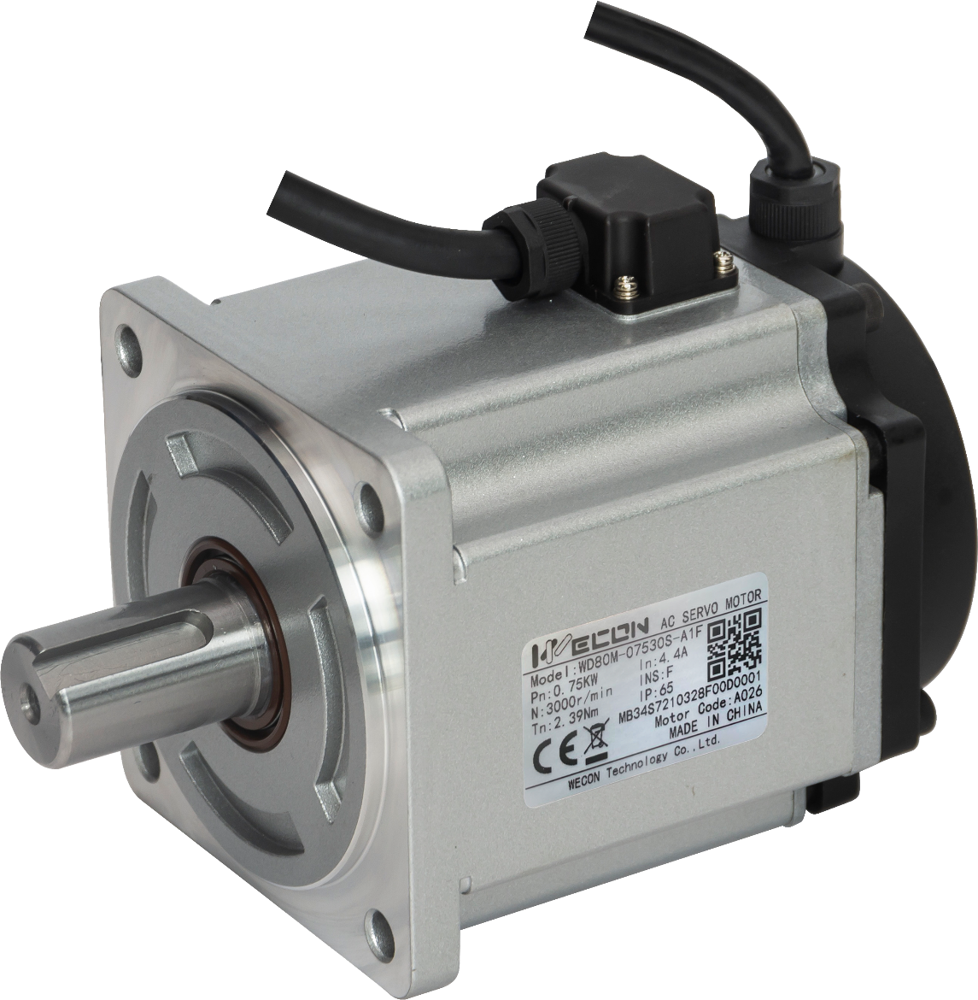 WECON AC SERVO MOTOR
Model:WD80M-07530S-A1F
Pn:0.75KW In:4.4A
N:3000r/min INS:F
Tn:2.39Nm IP:65
MB34S7210328F00D0001
Motor Code:A026
MADE IN CHINA
CE
WECON Technology Co.,Ltd.